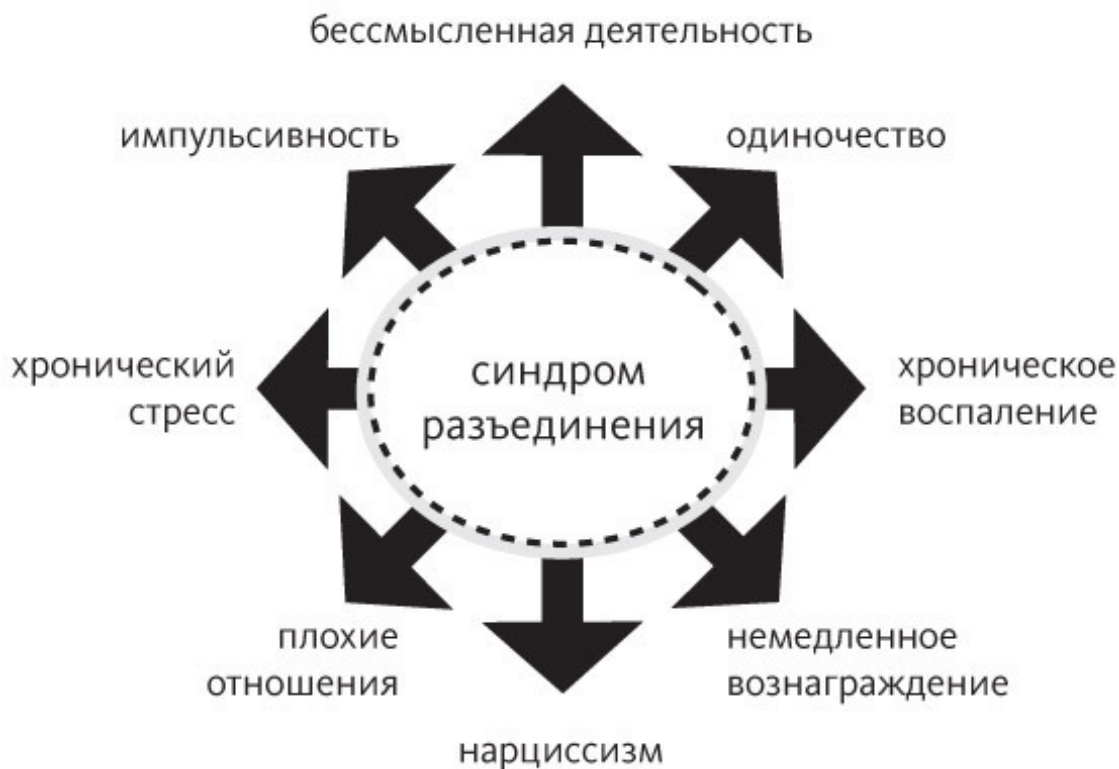 бессмысленная деятельность
импульсивность
одиночество
хронический
стресс
синдром
разъединения
хроническое
воспаление
плохие
отношения
немедленное
вознаграждение
нарциссизм